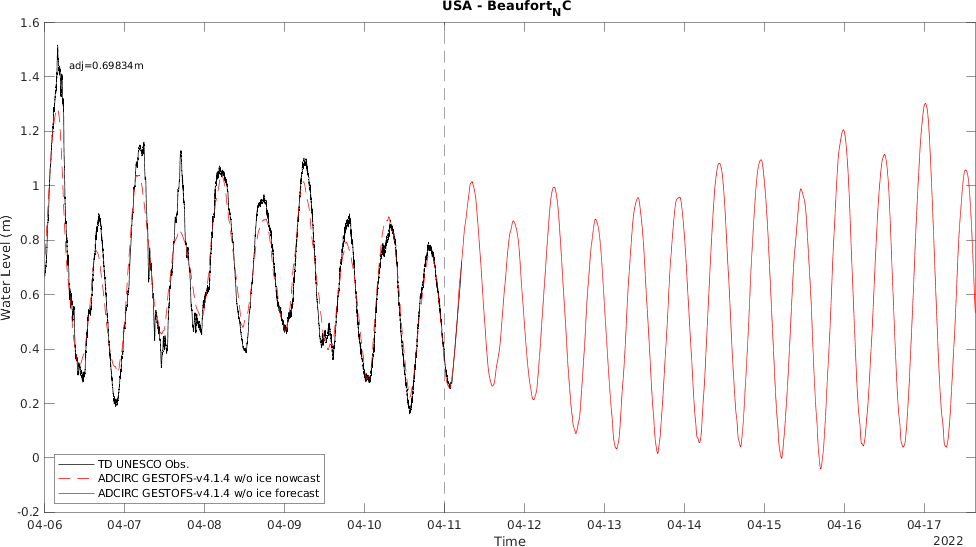 USA - Beaufort_NC
1.6
1.4
1.2
1
0.8
0.6
0.4
0.2
0
-0.2
Water Level (m)
adj=0.69834m
TD UNESCO Obs.
ADCIRC GESTOFS-v4.1.4 w/o ice nowcast
ADCIRC GESTOFS-v4.1.4 w/o ice forecast
04-06 04-07 04-08 04-09 04-10 04-11 04-12 04-13 04-14 04-15 04-16 04-17
Time
2022